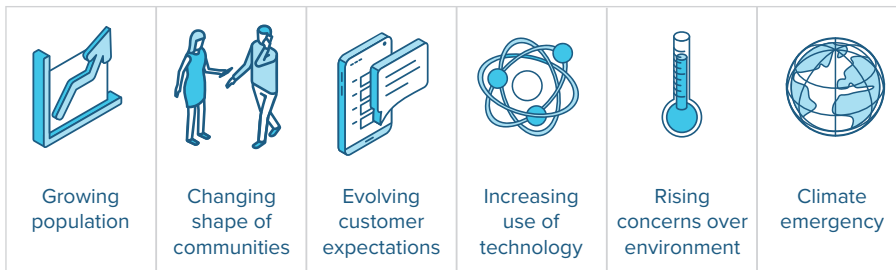 Growing
population
Changing
shape of
communities
Evolving
customer
expectations
Increasing
use of
technology
Rising
concerns over
environment
Climate
emergency